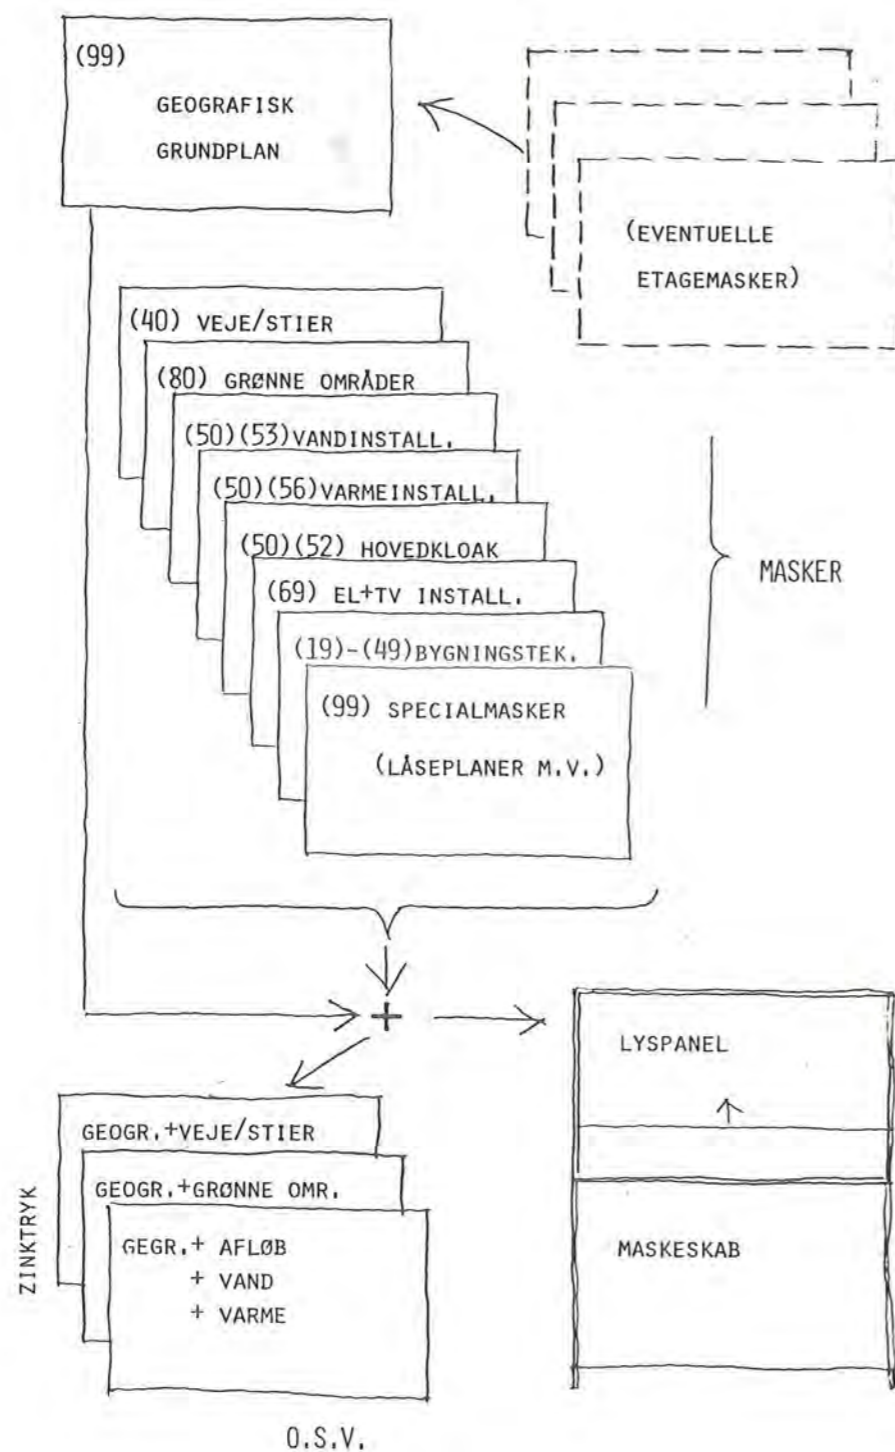 (99)
GEOGRAFISK
GRUNDPLAN
(EVENTUELLE
ETAGEMASKER)
(40) VEJE/STIER
(80) GRØNNE OMRÅDER
(50)(53)VANDINSTALL.
(50)(56)VARMEINSTALL.
(50)(52) HOVEDKLOAK
(69) EL+TV INSTALL.
(19)-(49)BYGNINGSTEK.
(99) SPECIALMASKER
(LÅSEPLANER M.V.)
MASKER
+
LYSPANEL
MASKESKAB
ZINKTRYK
GEOGR.+VEJE/STIER
GEOGR.+GRØNNE OMR.
GEGR.+ AFLØB
+ VAND
+ VARME
O.S.V.